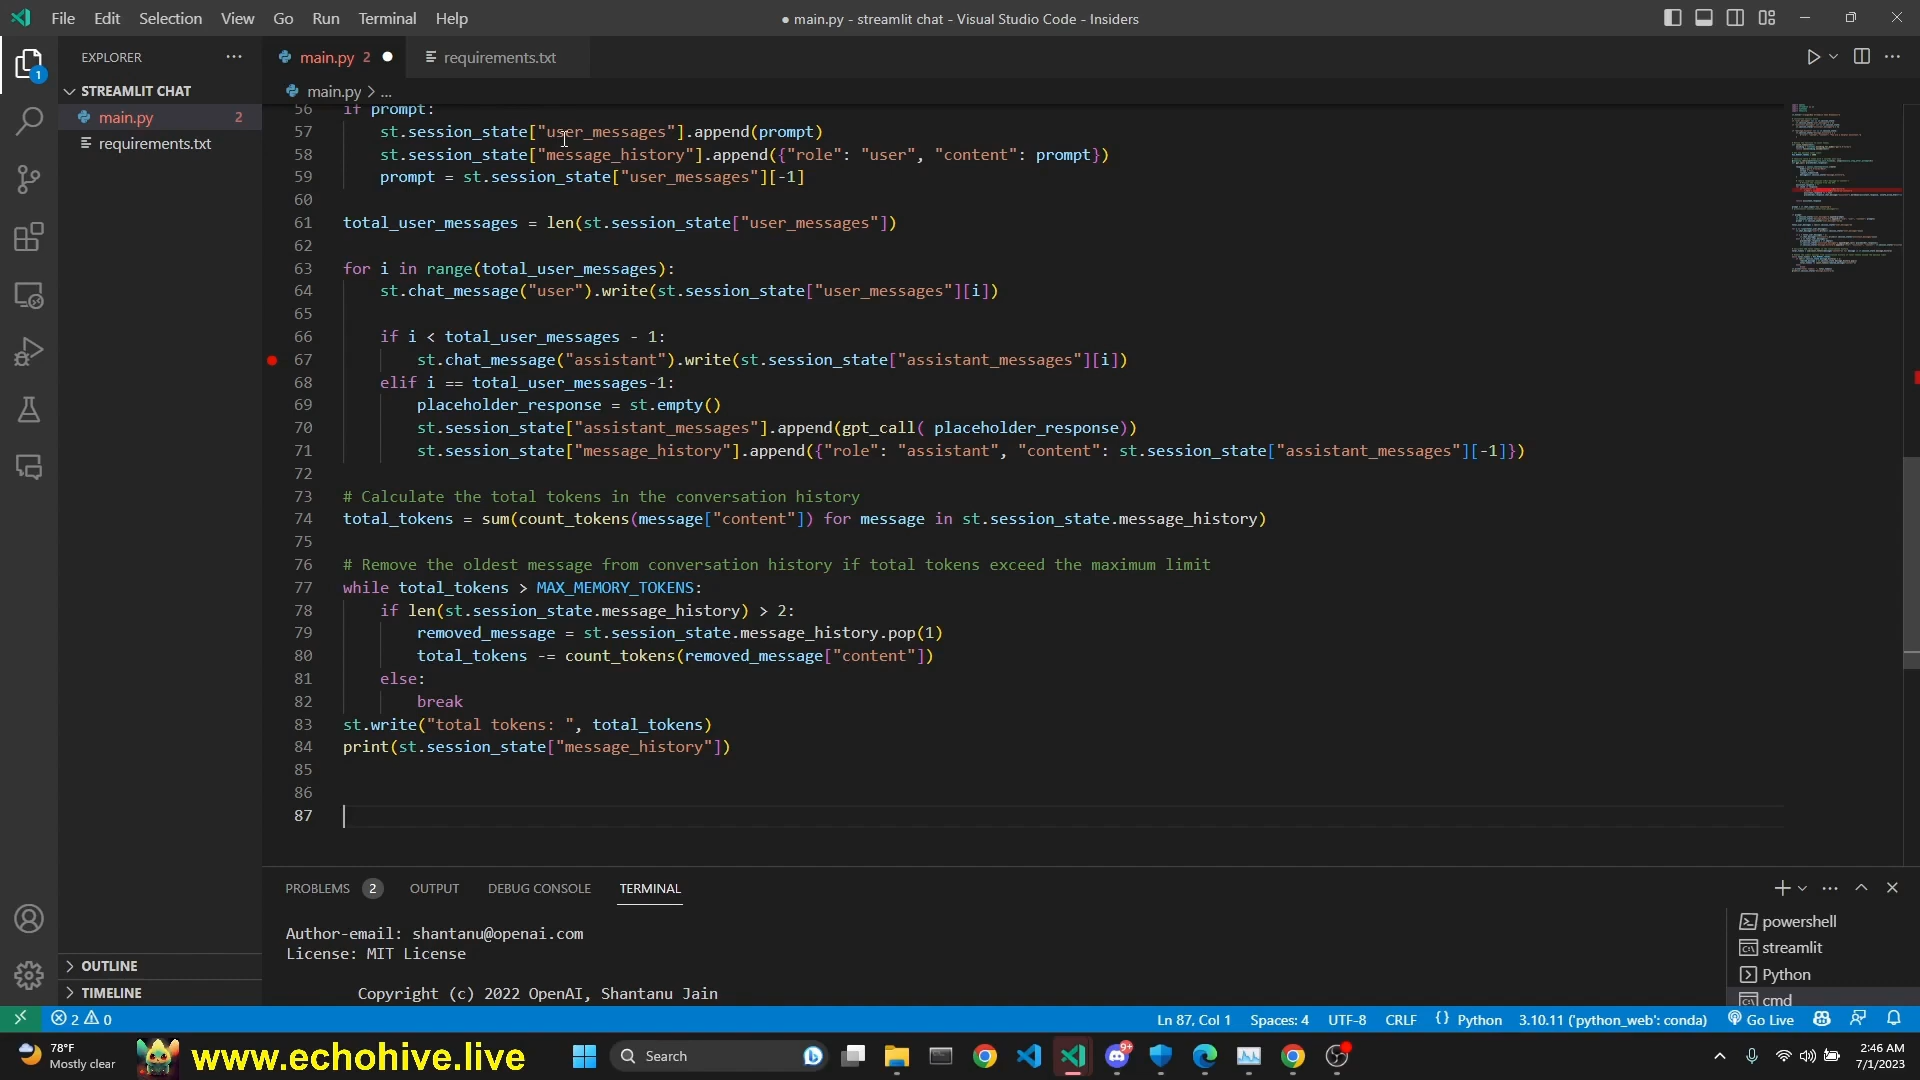 File Edit Selection View Go Run Terminal Help
● main.py - streamlit chat - Visual Studio Code - Insiders
EXPLORER
main.py 2
requirements.txt
1
STREAMLIT CHAT
main.py > ...
main.py 2
requirements.txt
56 if prompt:
57 st.session_state["user_messages"].append(prompt)
58 st.session_state["message_history"].append({"role": "user", "content": prompt})
59 prompt = st.session_state["user_messages"][-1]
60
61 total_user_messages = len(st.session_state["user_messages"])
62
63 for i in range(total_user_messages):
64 st.chat_message("user").write(st.session_state["user_messages"][i])
65
66 if i < total_user_messages - 1:
67 st.chat_message("assistant").write(st.session_state["assistant_messages"][i])
68 elif i == total_user_messages-1:
69 placeholder_response = st.empty()
70 st.session_state["assistant_messages"].append(gpt_call( placeholder_response))
71 st.session_state["message_history"].append({"role": "assistant", "content": st.session_state["assistant_messages"][-1]})
72
73 # Calculate the total tokens in the conversation history
74 total_tokens = sum(count_tokens(message["content"]) for message in st.session_state.message_history)
75
76 # Remove the oldest message from conversation history if total tokens exceed the maximum limit
77 while total_tokens > MAX_MEMORY_TOKENS:
78 if len(st.session_state.message_history) > 2:
79 removed_message = st.session_state.message_history.pop(1)
80 total_tokens -= count_tokens(removed_message["content"])
81 else:
82 break
83 st.write("total tokens: ", total_tokens)
84 print(st.session_state["message_history"])
85
86
87
PROBLEMS 2 OUTPUT DEBUG CONSOLE TERMINAL
Author-email: shantanu@openai.com
License: MIT License
Copyright (c) 2022 OpenAI, Shantanu Jain
powershell
streamlit
Python
cmd
OUTLINE
TIMELINE
2 0
Ln 87, Col 1 Spaces: 4 UTF-8 CRLF Python 3.10.11 ('python_web': conda) Go Live
78°F
Mostly clear
www.echohive.live
Search
9+
2:46 AM
7/1/2023